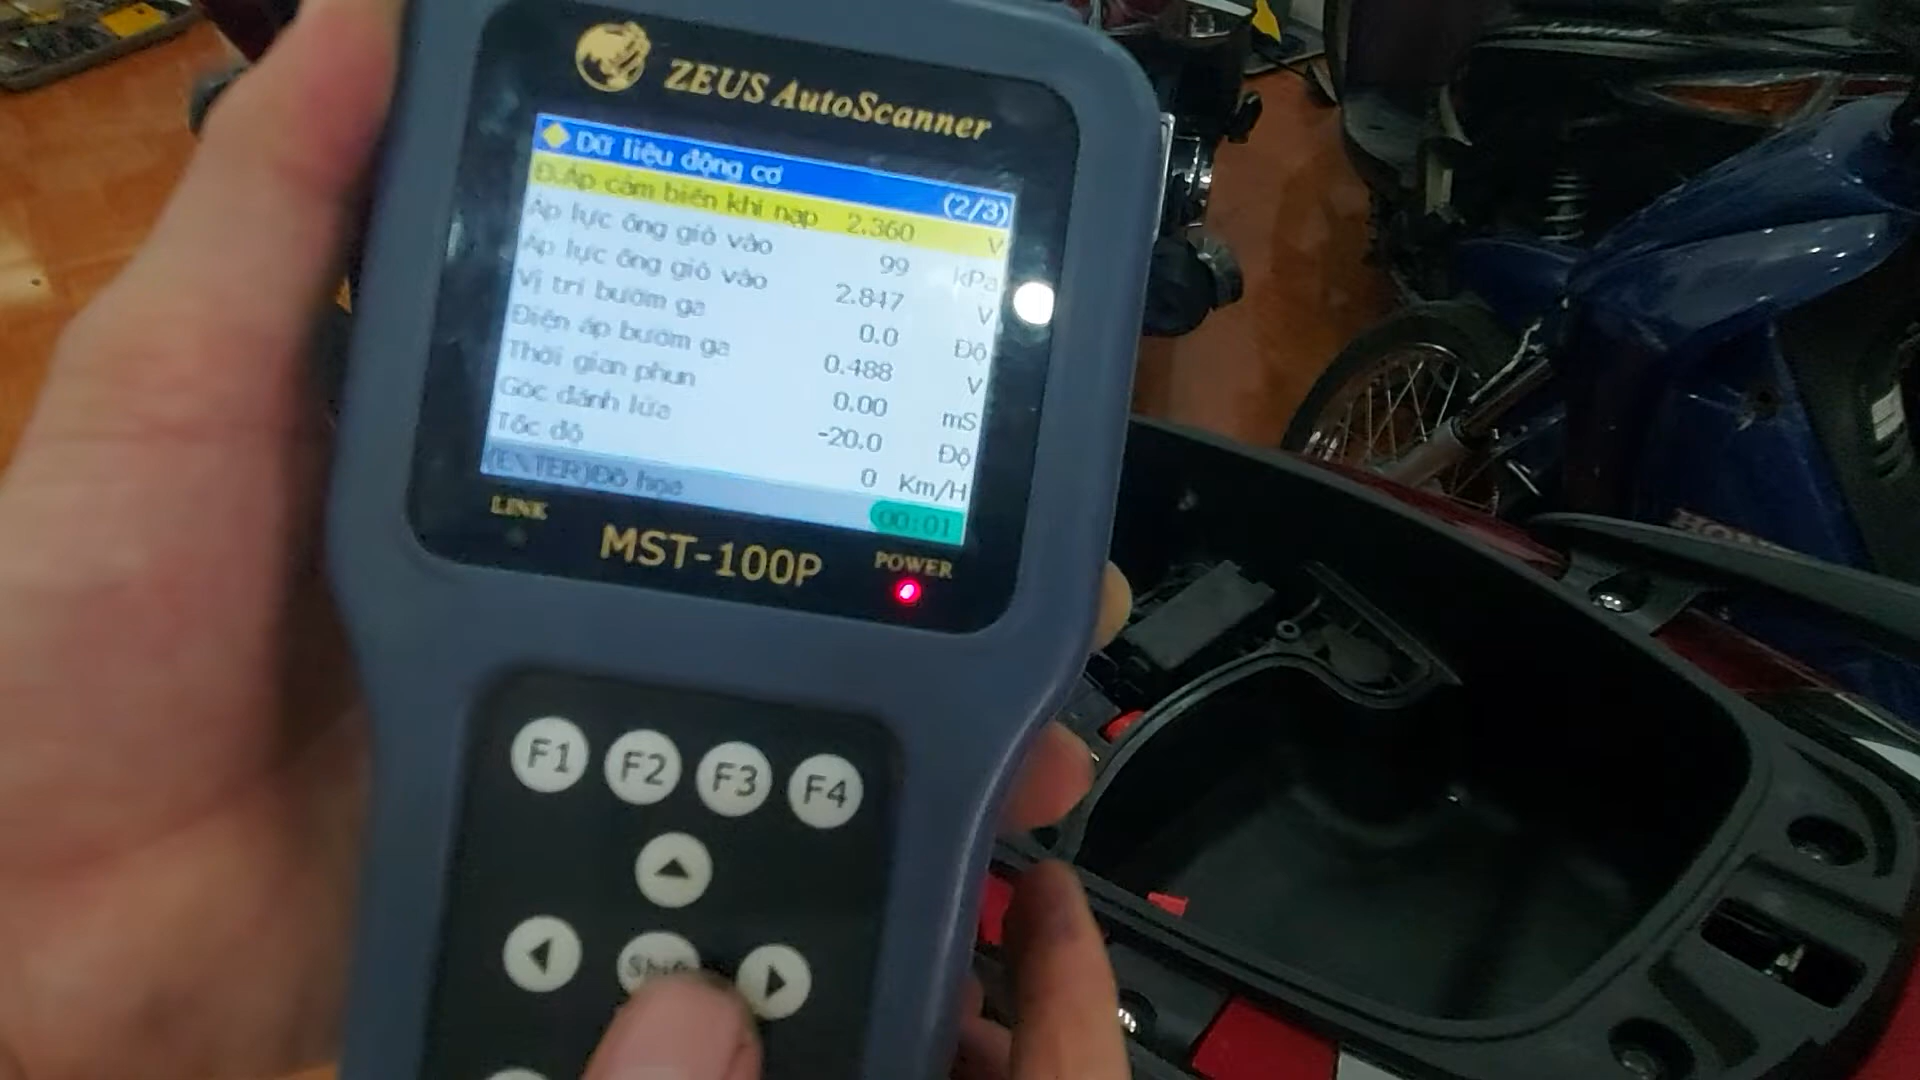 ZEUS AutoScanner
Dữ liệu động cơ (2/3)
Đ.Áp cảm biến khí nạp 2.360 V
Áp lực ống gió vào 99 kPa
Áp lực ống gió vào 2.847 V
Vị trí bướm ga 0.0 Độ
Điện áp bướm ga 0.488 V
Thời gian phun 0.00 mS
Góc đánh lửa -20.0 Độ
Tốc độ 0 Km/H
(ENTER)Đồ họa 00:01
LINK
MST-100P
POWER
F1 F2 F3 F4
Shift